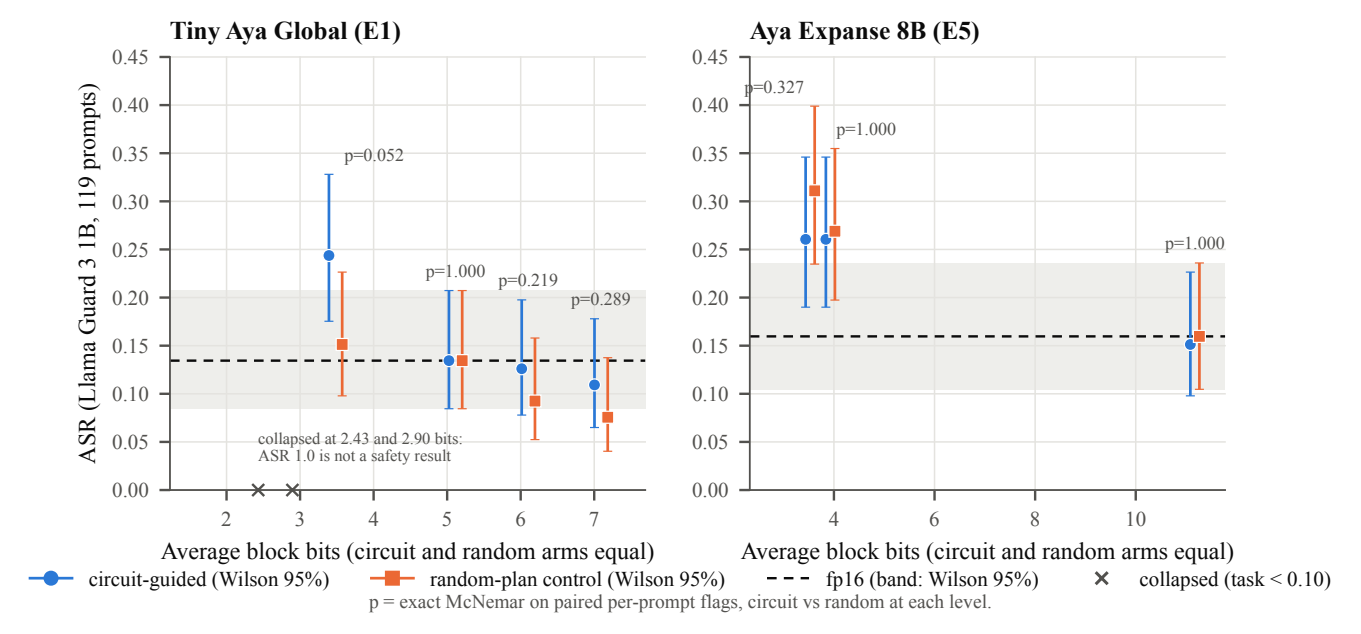 Tiny Aya Global (E1)
Aya Expanse 8B (E5)
ASR (Llama Guard 3 1B, 119 prompts)
0.45
0.40
0.35
0.30
0.25
0.20
0.15
0.10
0.05
0.00
p=0.052
p=1.000
p=0.219
p=0.289
collapsed at 2.43 and 2.90 bits:
ASR 1.0 is not a safety result
2
3
4
5
6
7
Average block bits (circuit and random arms equal)
0.45
0.40
0.35
0.30
0.25
0.20
0.15
0.10
0.05
0.00
p=0.327
p=1.000
p=1.000
4
6
8
10
Average block bits (circuit and random arms equal)
circuit-guided (Wilson 95%)
random-plan control (Wilson 95%)
fp16 (band: Wilson 95%)
collapsed (task < 0.10)
p = exact McNemar on paired per-prompt flags, circuit vs random at each level.